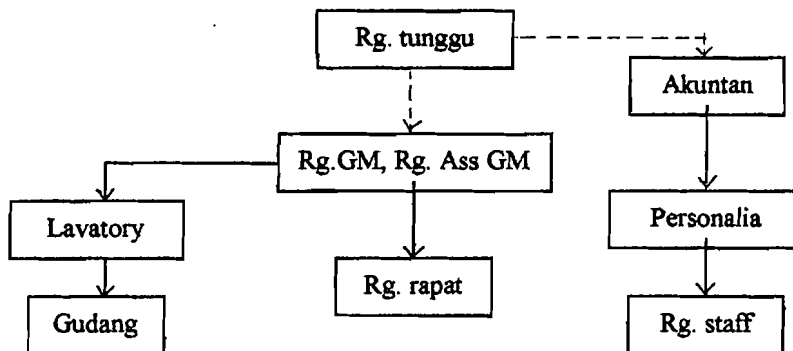 Rg. tunggu
Akuntan
Rg.GM, Rg. Ass GM
Lavatory
Personalia
Rg. rapat
Gudang
Rg. staff